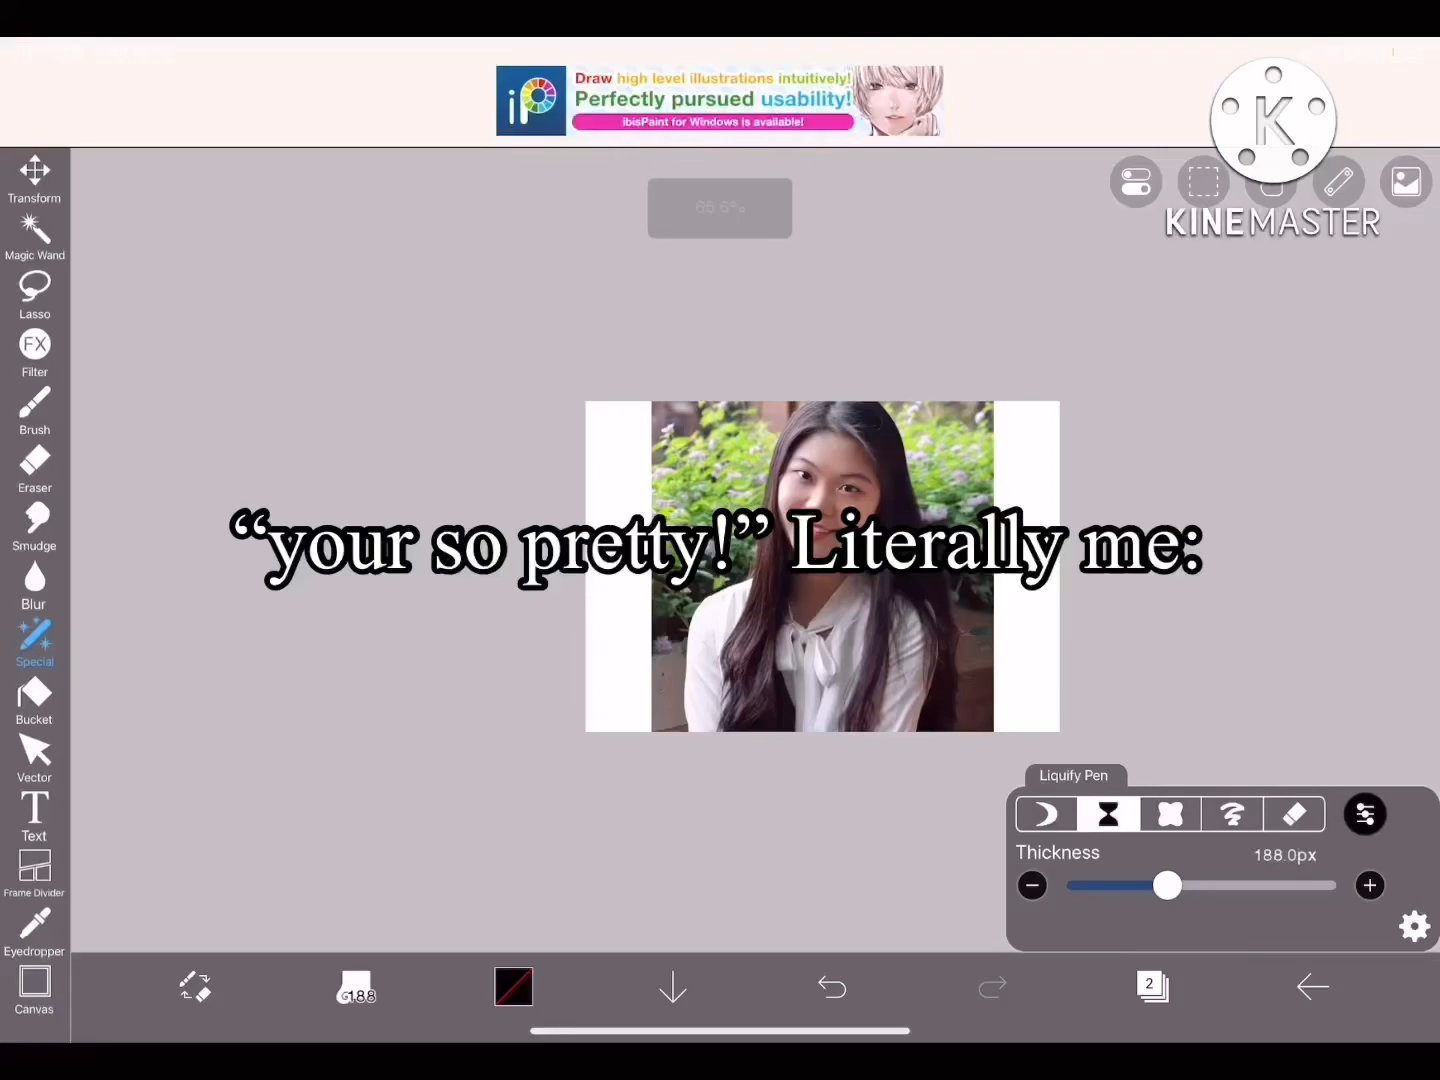 Draw high level illustrations intuitively!
iP
Perfectly pursued usability!
ibisPaint for Windows is available!
K
KINEMASTER
Transform
Magic Wand
Lasso
FX
Filter
Brush
Eraser
Smudge
Blur
Special
Bucket
Vector
T
Text
Frame Divider
Eyedropper
Canvas
“your so pretty!” Literally me:
Liquify Pen
Thickness
188.0px
188
2